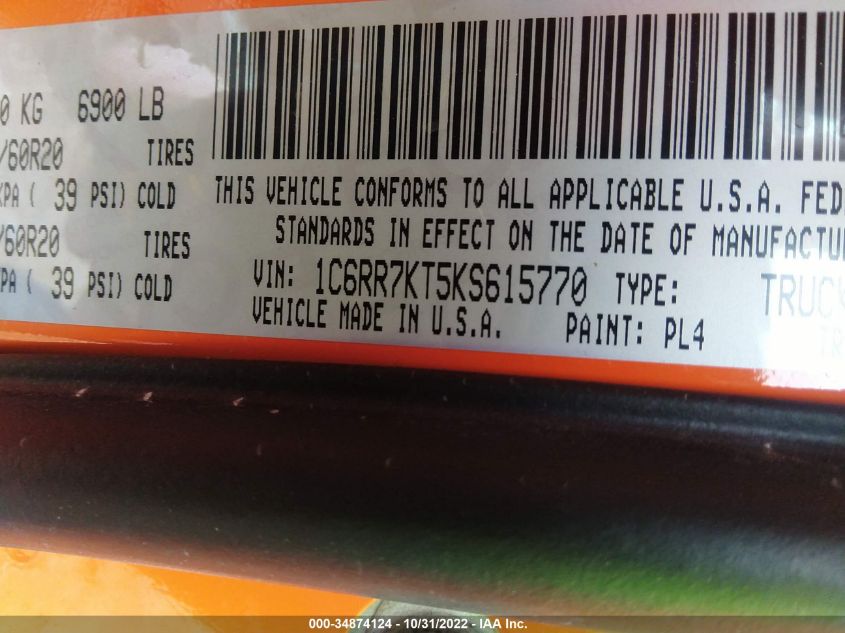 0 KG 6900 LB
/60R20 TIRES
KPA ( 39 PSI) COLD
/60R20 TIRES
KPA ( 39 PSI) COLD
THIS VEHICLE CONFORMS TO ALL APPLICABLE U.S.A. FED
STANDARDS IN EFFECT ON THE DATE OF MANUFACTU
VIN: 1C6RR7KT5KS615770 TYPE: TRUCK
VEHICLE MADE IN U.S.A. PAINT: PL4
000-34874124 - 10/31/2022 - IAA Inc.